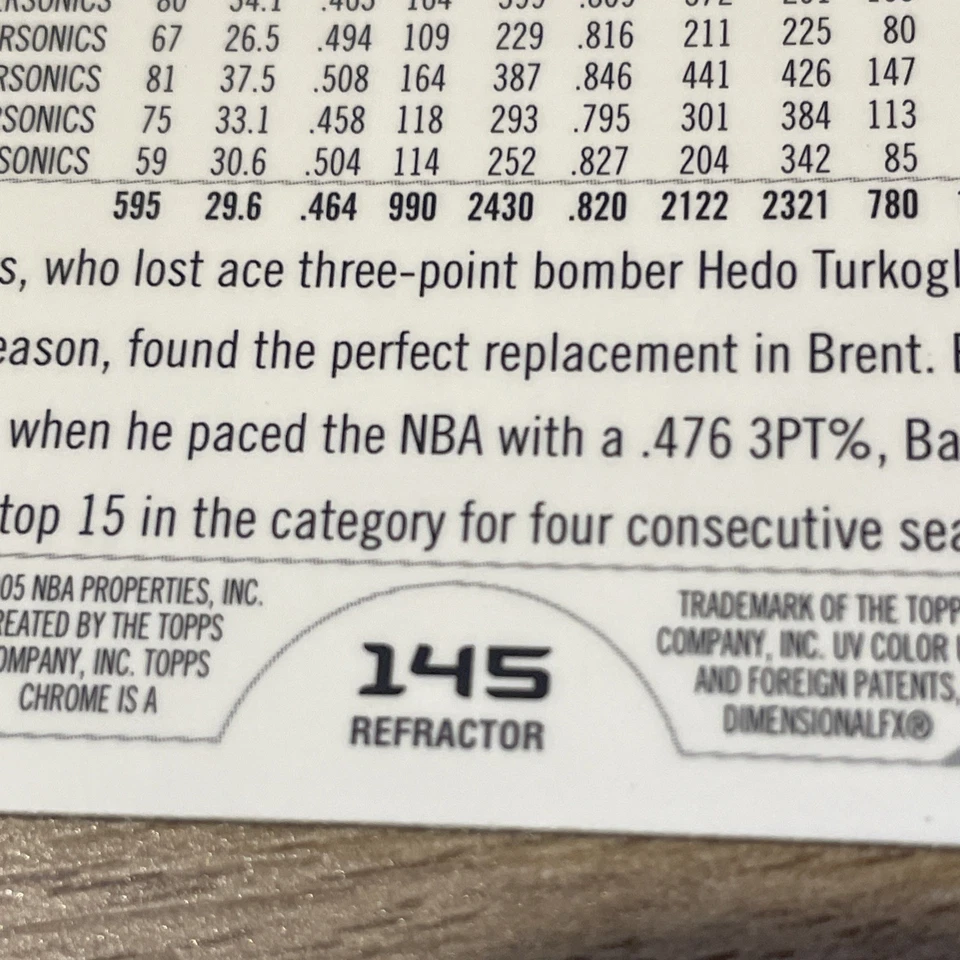 RSONICS 67 26.5 .494 109 229 .816 211 225 80
RSONICS 81 37.5 .508 164 387 .846 441 426 147
SONICS 75 33.1 .458 118 293 .795 301 384 113
SONICS 59 30.6 .504 114 252 .827 204 342 85
595 29.6 .464 990 2430 .820 2122 2321 780
s, who lost ace three-point bomber Hedo Turkogl
eason, found the perfect replacement in Brent.
when he paced the NBA with a .476 3PT%, Ba
top 15 in the category for four consecutive sea
05 NBA PROPERTIES, INC.
REATED BY THE TOPPS
OMPANY, INC. TOPPS
CHROME IS A
145
REFRACTOR
TRADEMARK OF THE TOPP
COMPANY, INC. UV COLOR
AND FOREIGN PATENTS,
DIMENSIONALFX®